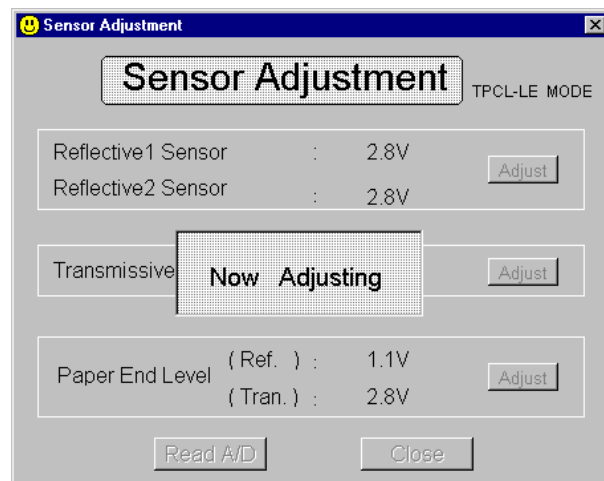 Sensor Adjustment
Sensor Adjustment
TPCL-LE MODE
Reflective1 Sensor : 2.8V
Adjust
Reflective2 Sensor : 2.8V
Transmissive
Now Adjusting
Adjust
Paper End Level
( Ref. ) : 1.1V
( Tran. ) : 2.8V
Adjust
Read A/D
Close